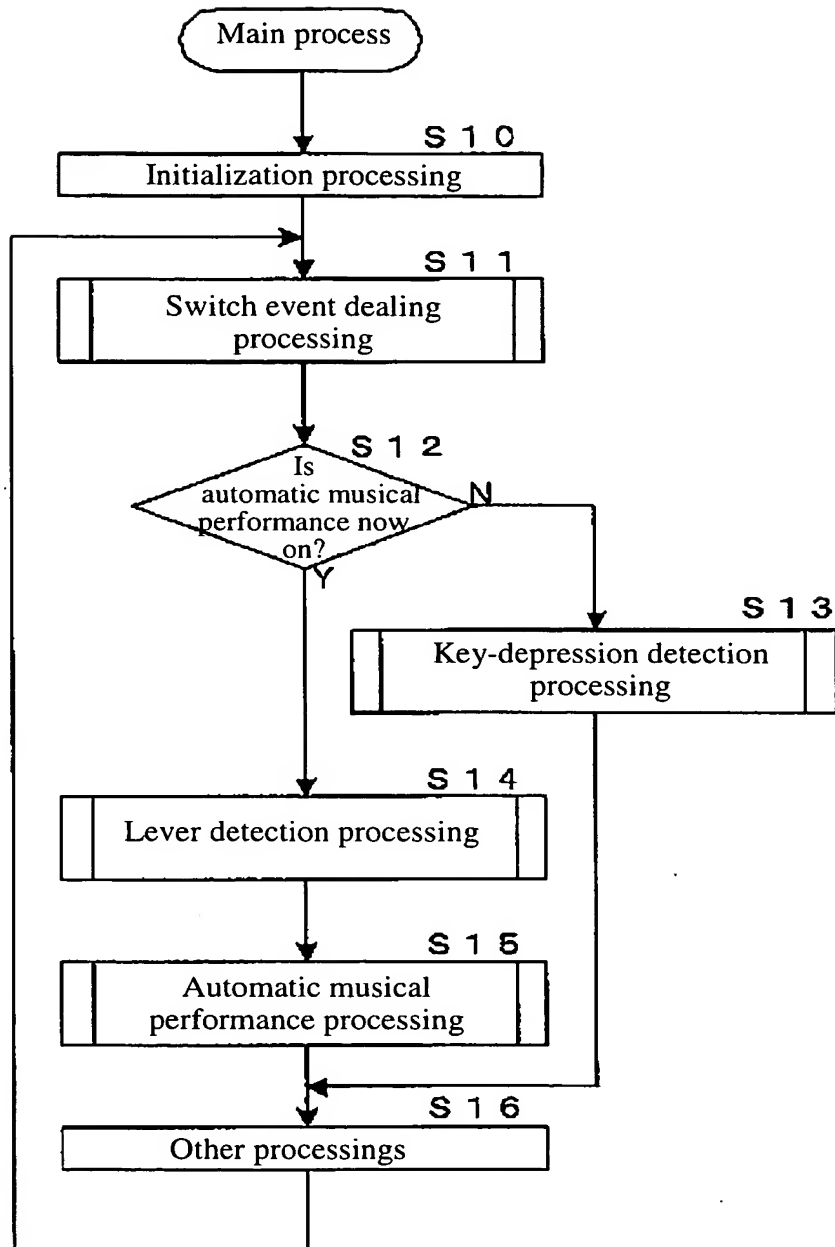 Main process
S10
Initialization processing
S11
Switch event dealing
processing
S12
Is
automatic musical
performance now
on?
N
Y
S13
Key-depression detection
processing
S14
Lever detection processing
S15
Automatic musical
performance processing
S16
Other processings